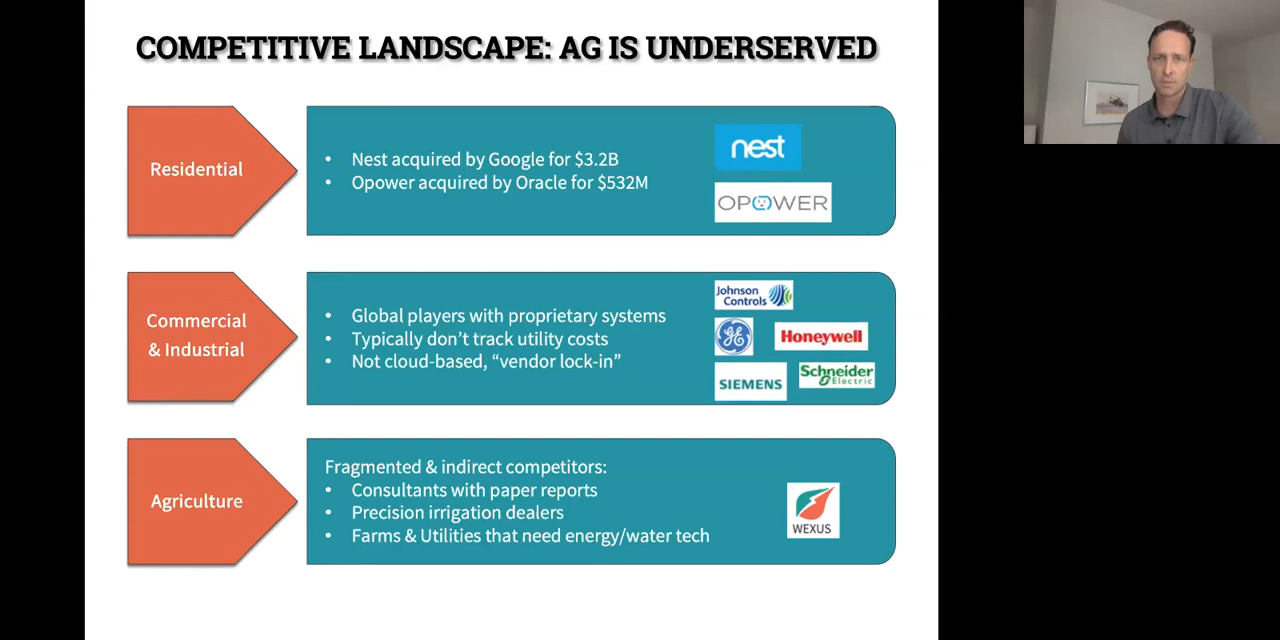 COMPETITIVE LANDSCAPE: AG IS UNDERSERVED
Residential
• Nest acquired by Google for $3.2B
• Opower acquired by Oracle for $532M
nest
OPOWER
Commercial
& Industrial
• Global players with proprietary systems
• Typically don’t track utility costs
• Not cloud-based, “vendor lock-in”
Johnson
Controls
GE
Honeywell
SIEMENS
Schneider
Electric
Agriculture
Fragmented & indirect competitors:
• Consultants with paper reports
• Precision irrigation dealers
• Farms & Utilities that need energy/water tech
WEXUS